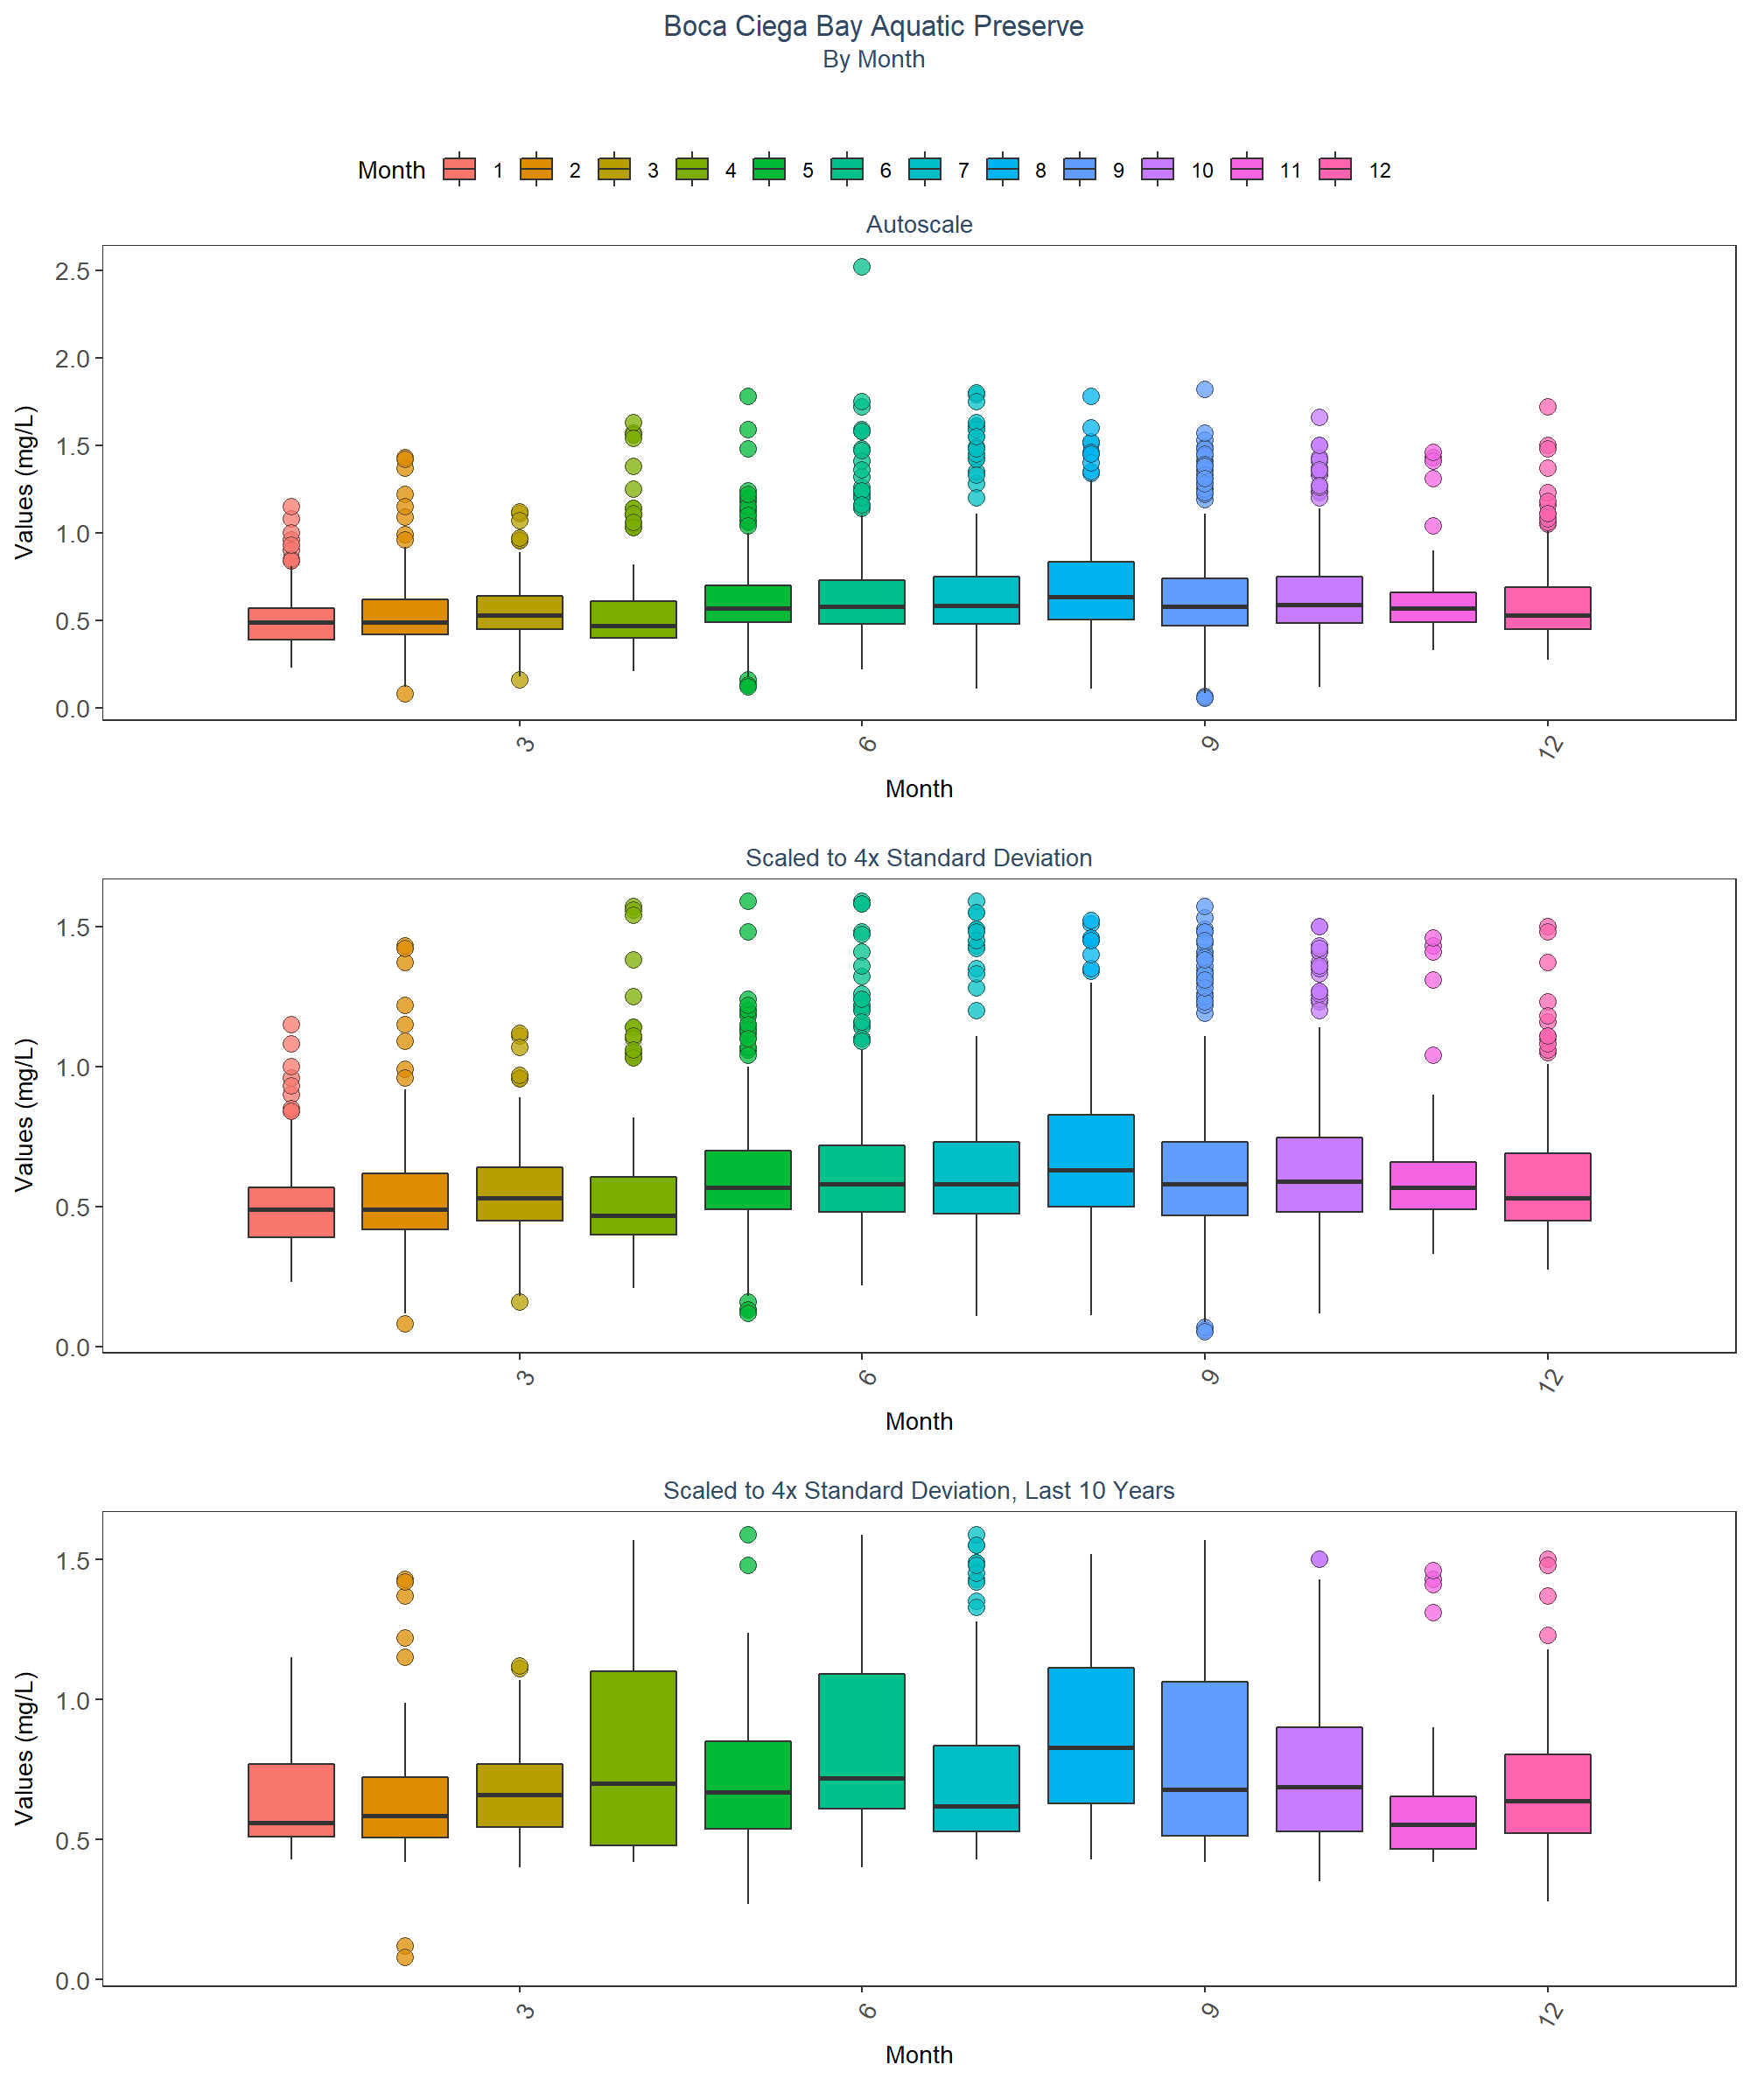 Boca Ciega Bay Aquatic Preserve
By Month
Month 1 2 3 4 5 6 7 8 9 10 11 12
Autoscale
Values (mg/L)
2.5
2.0
1.5
1.0
0.5
0.0
3 6 9 12
Month
Scaled to 4x Standard Deviation
Values (mg/L)
1.5
1.0
0.5
0.0
3 6 9 12
Month
Scaled to 4x Standard Deviation, Last 10 Years
Values (mg/L)
1.5
1.0
0.5
0.0
3 6 9 12
Month